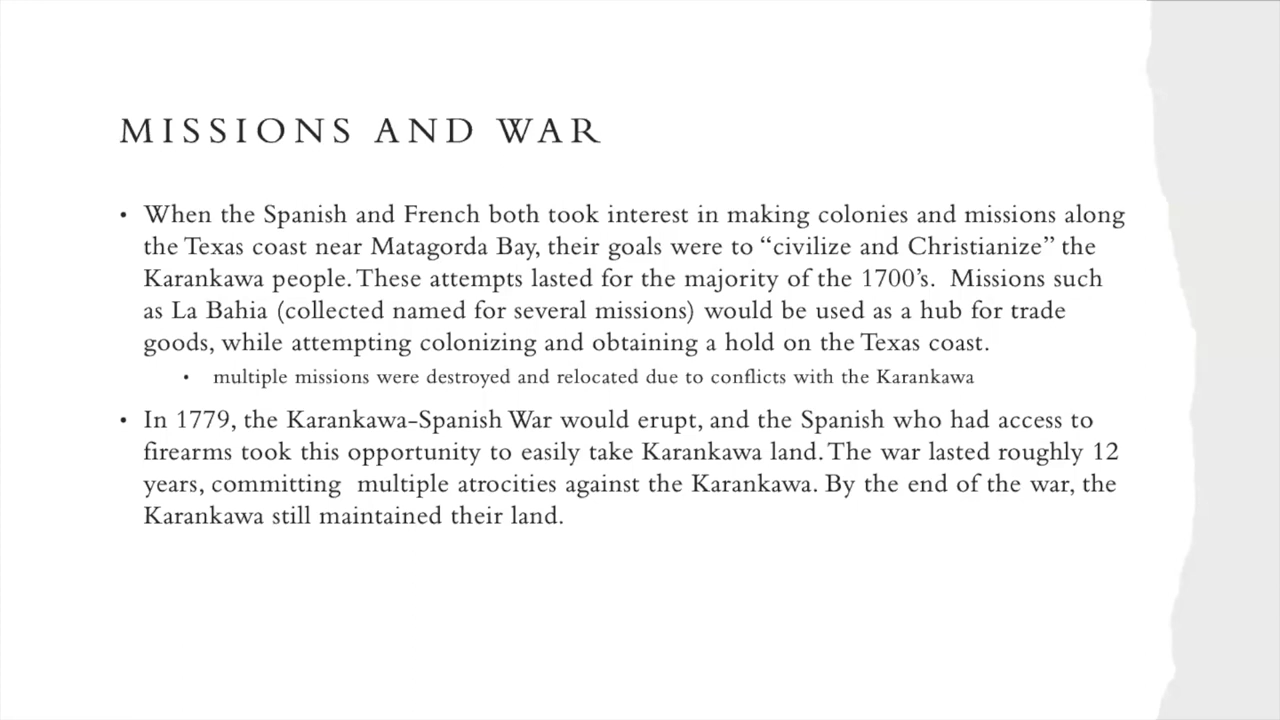 MISSIONS AND WAR
• When the Spanish and French both took interest in making colonies and missions along
the Texas coast near Matagorda Bay, their goals were to “civilize and Christianize” the
Karankawa people. These attempts lasted for the majority of the 1700’s.  Missions such
as La Bahia (collected named for several missions) would be used as a hub for trade
goods, while attempting colonizing and obtaining a hold on the Texas coast.
• multiple missions were destroyed and relocated due to conflicts with the Karankawa
• In 1779, the Karankawa-Spanish War would erupt, and the Spanish who had access to
firearms took this opportunity to easily take Karankawa land. The war lasted roughly 12
years, committing  multiple atrocities against the Karankawa. By the end of the war, the
Karankawa still maintained their land.